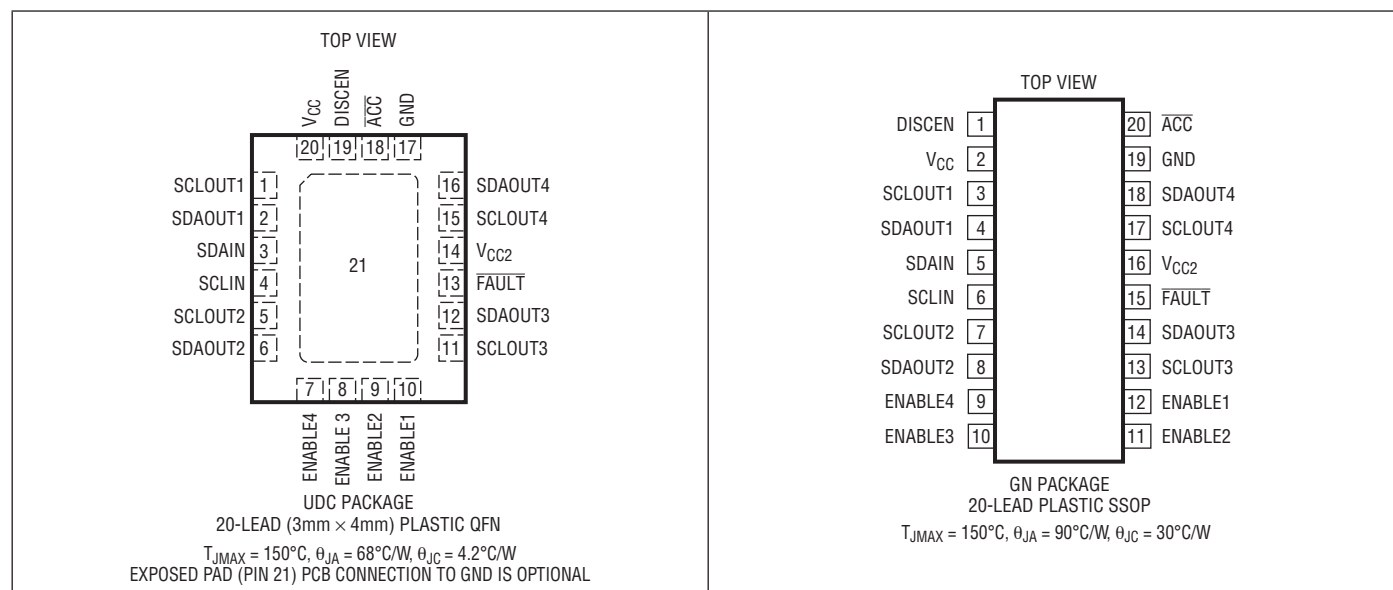 TOP VIEW
VCC
DISCEN
ACC
GND
20 19 18 17
SCLOUT1 1
SDAOUT1 2
SDAIN 3
SCLIN 4
SCLOUT2 5
SDAOUT2 6
21
16 SDAOUT4
15 SCLOUT4
14 VCC2
13 FAULT
12 SDAOUT3
11 SCLOUT3
7 8 9 10
ENABLE4
ENABLE 3
ENABLE2
ENABLE1
UDC PACKAGE
20-LEAD (3mm × 4mm) PLASTIC QFN
TJMAX = 150°C, θJA = 68°C/W, θJC = 4.2°C/W
EXPOSED PAD (PIN 21) PCB CONNECTION TO GND IS OPTIONAL
TOP VIEW
DISCEN 1
VCC 2
SCLOUT1 3
SDAOUT1 4
SDAIN 5
SCLIN 6
SCLOUT2 7
SDAOUT2 8
ENABLE4 9
ENABLE3 10
20 ACC
19 GND
18 SDAOUT4
17 SCLOUT4
16 VCC2
15 FAULT
14 SDAOUT3
13 SCLOUT3
12 ENABLE1
11 ENABLE2
GN PACKAGE
20-LEAD PLASTIC SSOP
TJMAX = 150°C, θJA = 90°C/W, θJC = 30°C/W